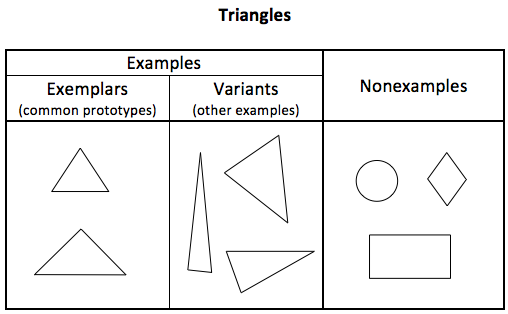 Triangles
Examples
Nonexamples
Exemplars
(common prototypes)
Variants
(other examples)